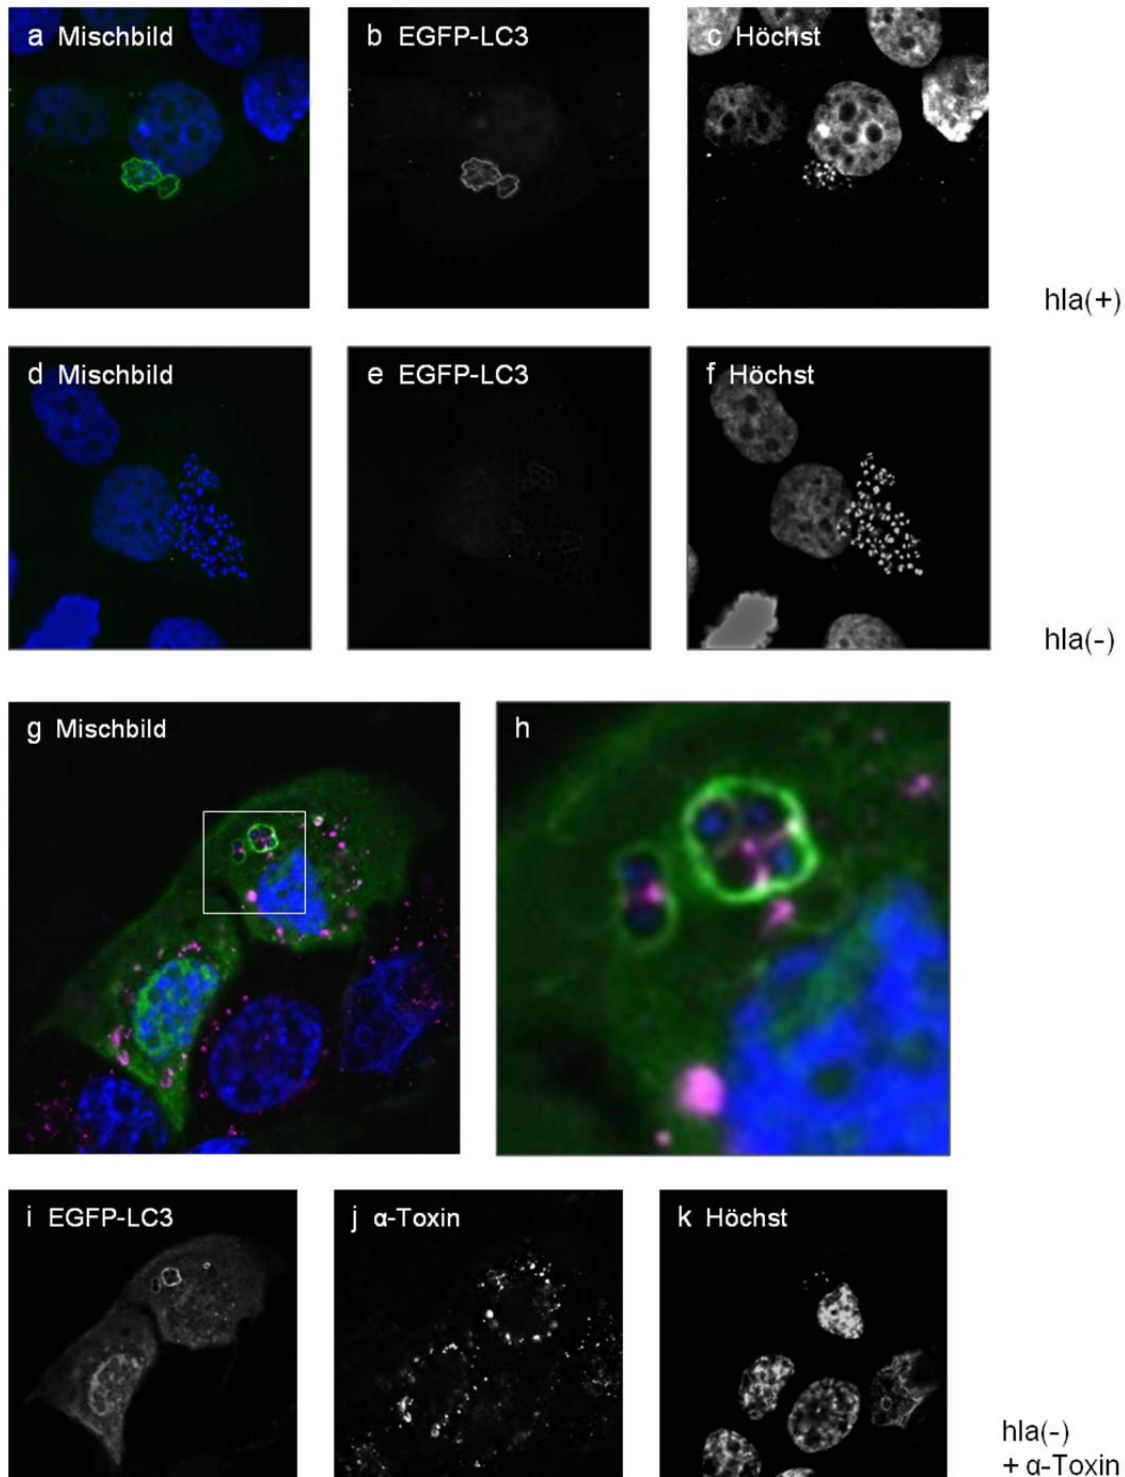 a Mischbild
b EGFP-LC3
c Höchst
hla(+)
d Mischbild
e EGFP-LC3
f Höchst
hla(-)
g Mischbild
h
i EGFP-LC3
j α-Toxin
k Höchst
hla(-)
+ α-Toxin